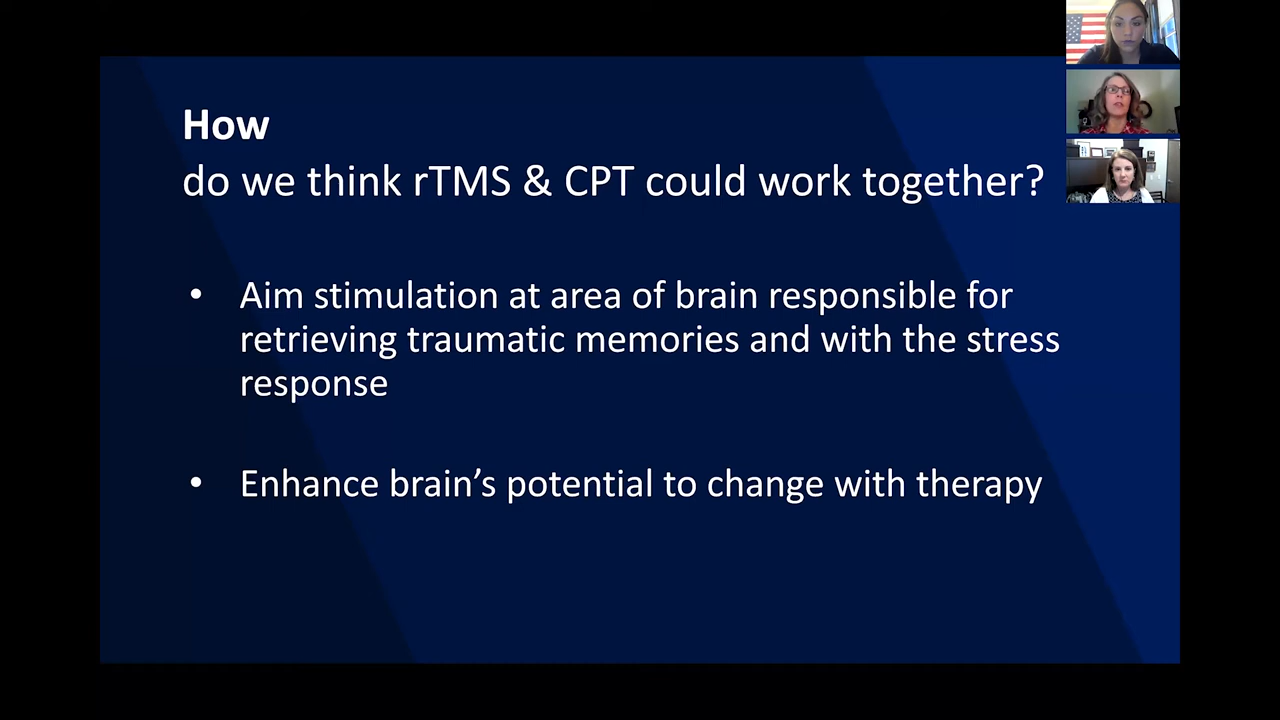 How
do we think rTMS & CPT could work together?
• Aim stimulation at area of brain responsible for
retrieving traumatic memories and with the stress
response
• Enhance brain’s potential to change with therapy